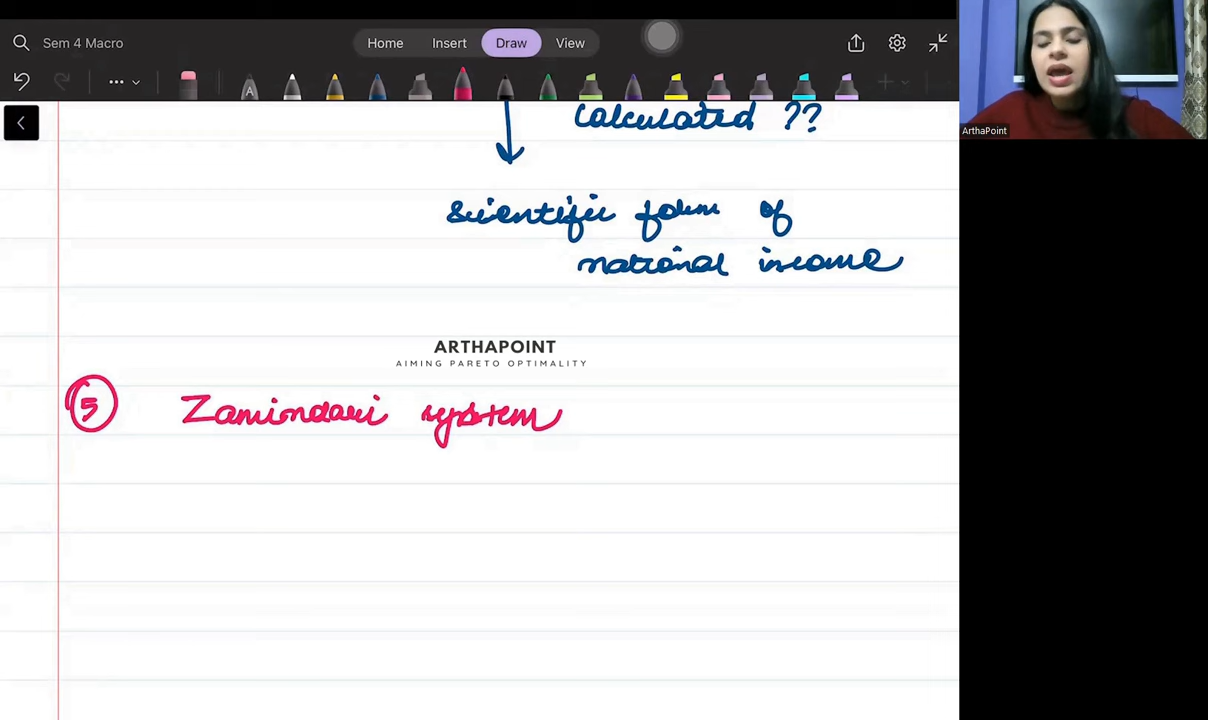 Sem 4 Macro
Home Insert Draw View
ArthaPoint
Calculated ??
Scientific form of
national income
ARTHAPOINT
AIMING PARETO OPTIMALITY
5 Zamindari system